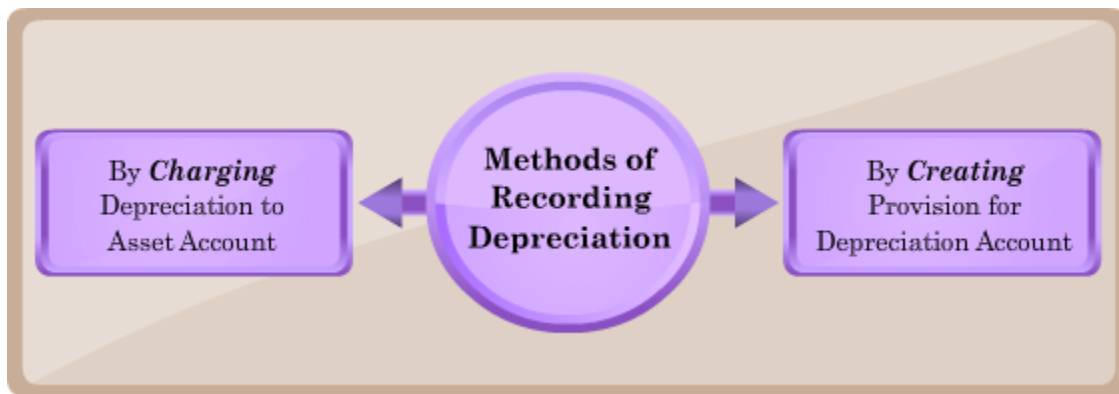 By Charging
Depreciation to
Asset Account
Methods of
Recording
Depreciation
By Creating
Provision for
Depreciation Account